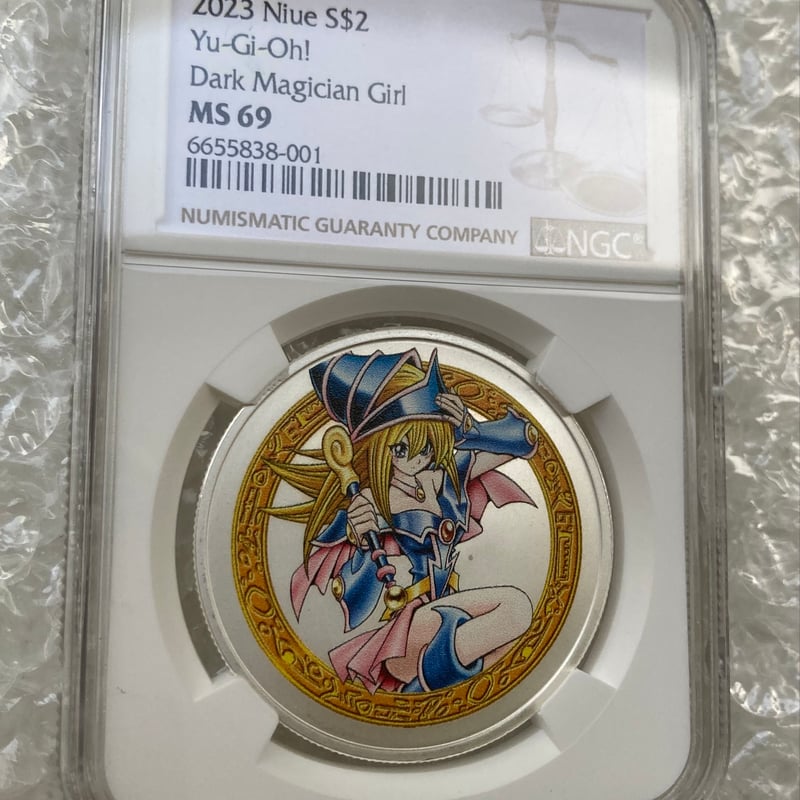 2023 Niue S$2
Yu-Gi-Oh!
Dark Magician Girl
MS 69
6655838-001
NUMISMATIC GUARANTY COMPANY
NGC®